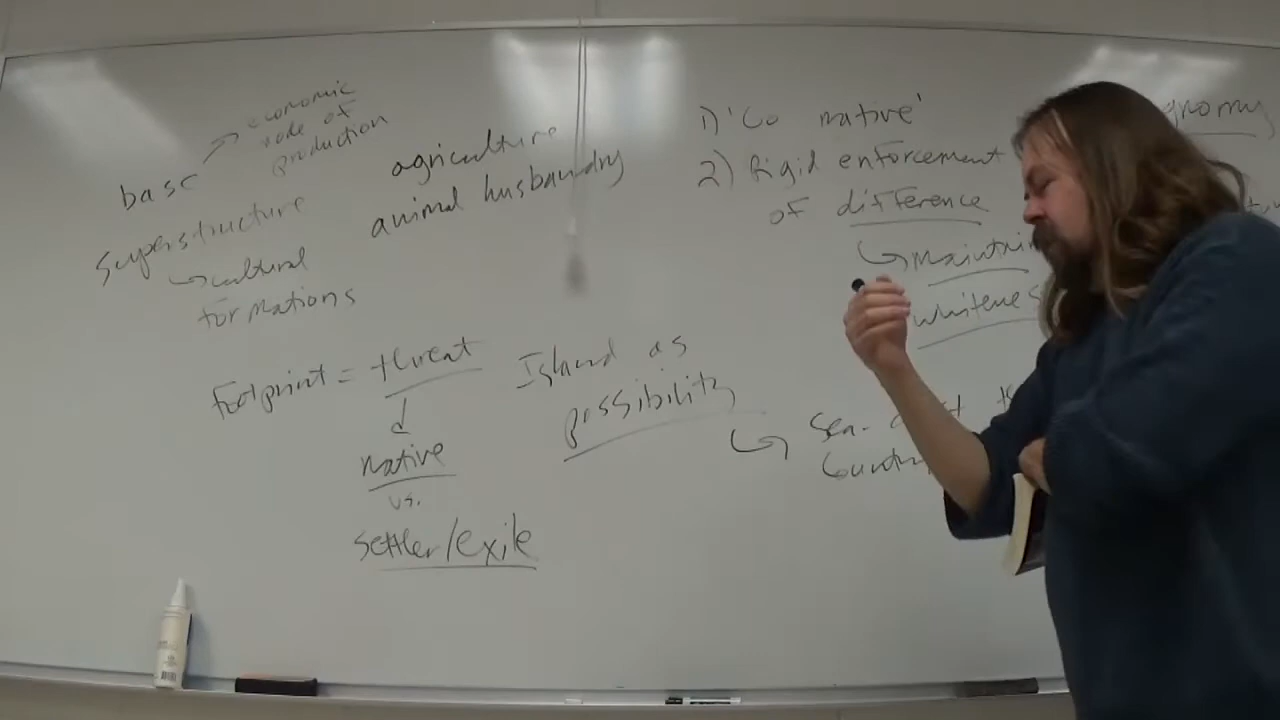 base → economic
mode of
production
superstructure
↳ cultural
formations
agriculture
animal husbandry
Footprint = threat
native
vs.
settler/exile
Island as
possibility
1) 'Go native'
2) Rigid enforcement
of difference
↳ maintain
whiteness